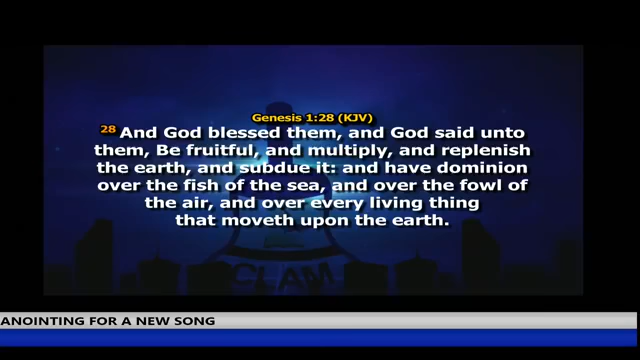 Genesis 1:28 (KJV)
28 And God blessed them, and God said unto
them, Be fruitful, and multiply, and replenish
the earth, and subdue it: and have dominion
over the fish of the sea, and over the fowl of
the air, and over every living thing
that moveth upon the earth.
CLAM
ANOINTING FOR A NEW SONG